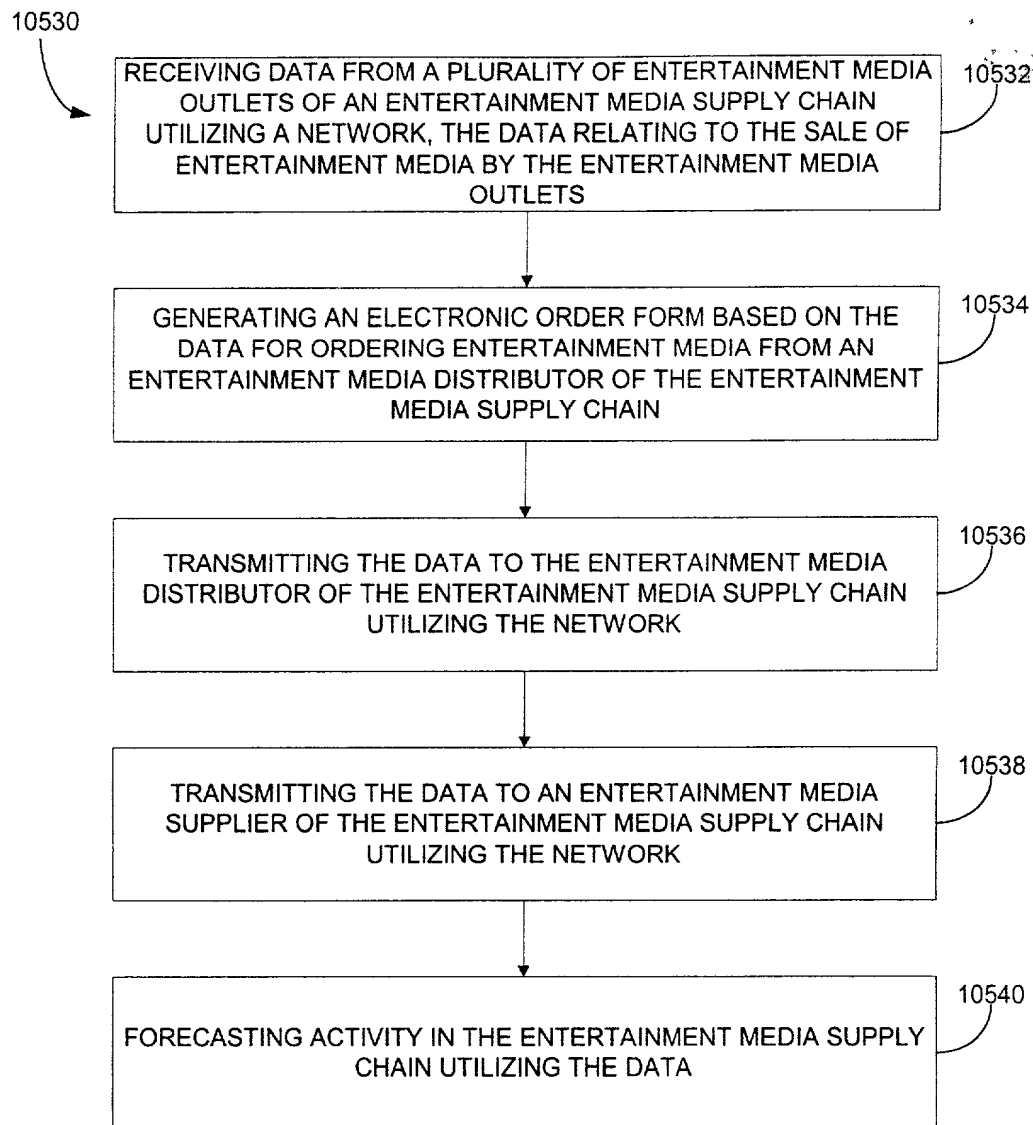 10530
RECEIVING DATA FROM A PLURALITY OF ENTERTAINMENT MEDIA
OUTLETS OF AN ENTERTAINMENT MEDIA SUPPLY CHAIN
UTILIZING A NETWORK, THE DATA RELATING TO THE SALE OF
ENTERTAINMENT MEDIA BY THE ENTERTAINMENT MEDIA
OUTLETS
10532
GENERATING AN ELECTRONIC ORDER FORM BASED ON THE
DATA FOR ORDERING ENTERTAINMENT MEDIA FROM AN
ENTERTAINMENT MEDIA DISTRIBUTOR OF THE ENTERTAINMENT
MEDIA SUPPLY CHAIN
10534
TRANSMITTING THE DATA TO THE ENTERTAINMENT MEDIA
DISTRIBUTOR OF THE ENTERTAINMENT MEDIA SUPPLY CHAIN
UTILIZING THE NETWORK
10536
TRANSMITTING THE DATA TO AN ENTERTAINMENT MEDIA
SUPPLIER OF THE ENTERTAINMENT MEDIA SUPPLY CHAIN
UTILIZING THE NETWORK
10538
FORECASTING ACTIVITY IN THE ENTERTAINMENT MEDIA SUPPLY
CHAIN UTILIZING THE DATA
10540